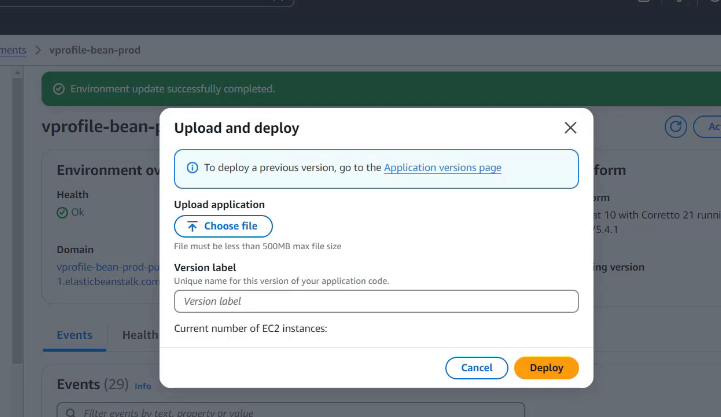 ments > vprofile-bean-prod
Environment update successfully completed.
vprofile-bean-p
Ac
Upload and deploy
To deploy a previous version, go to the Application versions page
Upload application
Choose file
File must be less than 500MB max file size
Version label
Unique name for this version of your application code.
Version label
Current number of EC2 instances:
Cancel
Deploy
Environment ov
Health
Ok
Domain
vprofile-bean-prod-pu
1.elasticbeanstalk.com
form
orm
at 10 with Corretto 21 runni
/5.4.1
ng version
Events
Health
Events (29) Info
Filter events by text, property or value